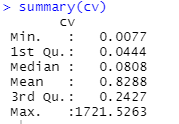 > summary(cv)
cv
Min.   :   0.0077
1st Qu.:   0.0444
Median :   0.0808
Mean   :   0.8288
3rd Qu.:   0.2427
Max.   :1721.5263